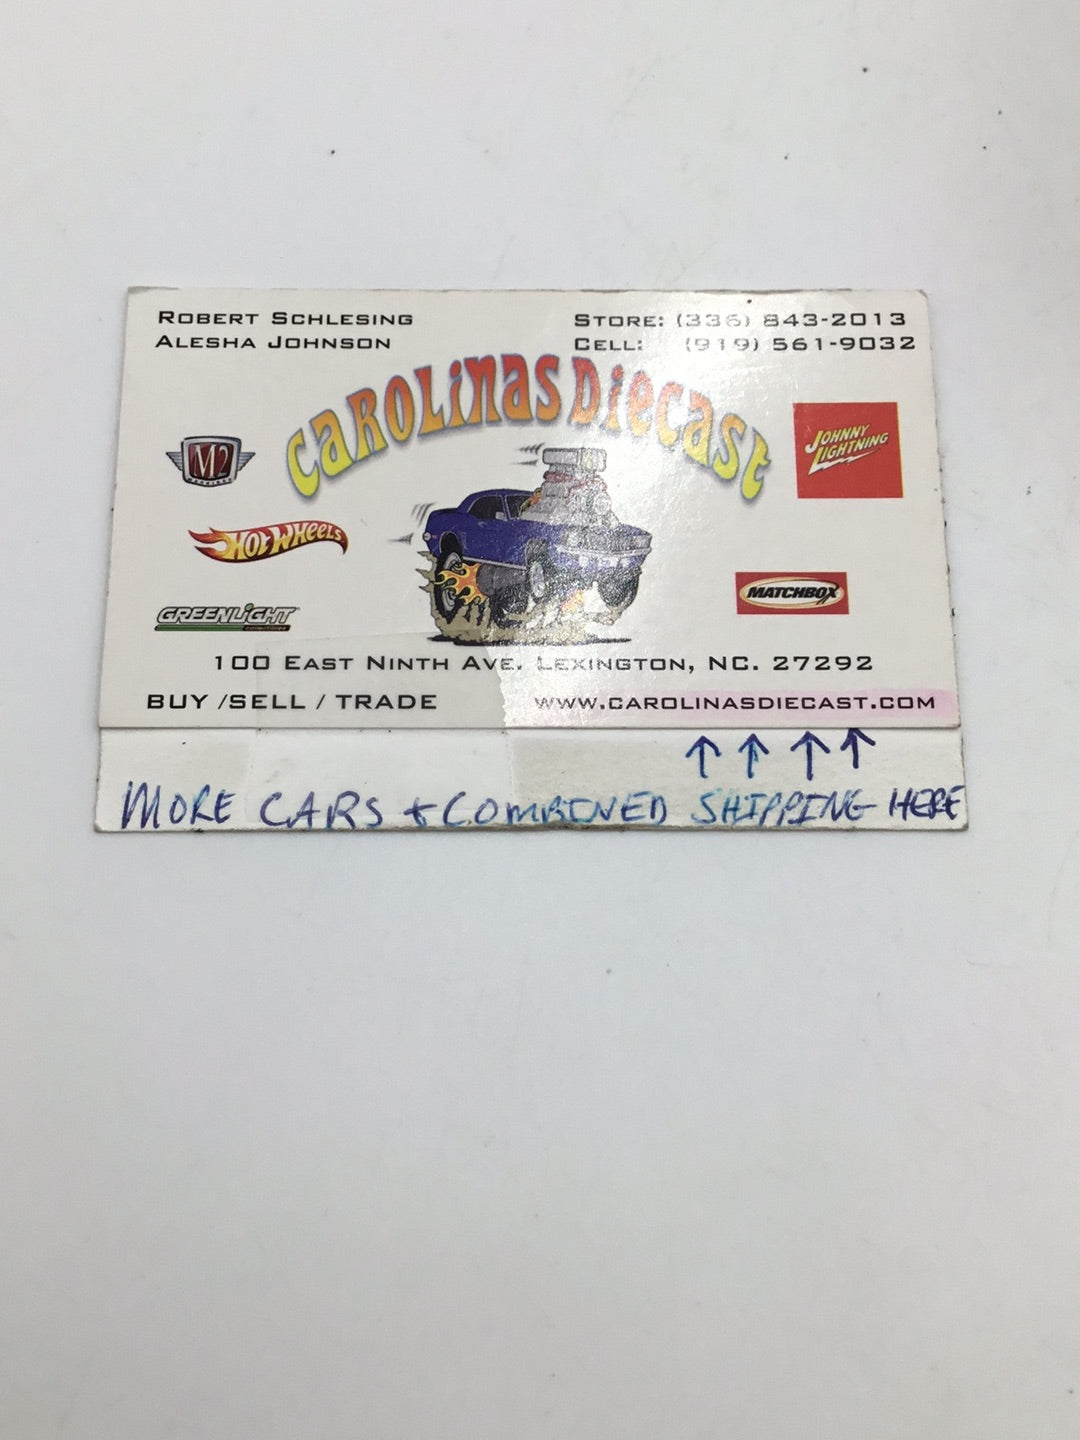 ROBERT SCHLESING
ALESHA JOHNSON
STORE: (336) 843-2013
CELL: (919) 561-9032
CAROLINAS DIECAST
M2
JOHNNY
LIGHTNING
HOT WHEELS
MATCHBOX
GREENLIGHT
100 EAST NINTH AVE. LEXINGTON, NC. 27292
BUY /SELL / TRADE
WWW.CAROLINASDIECAST.COM
MORE CARS + COMBINED SHIPPING HERE